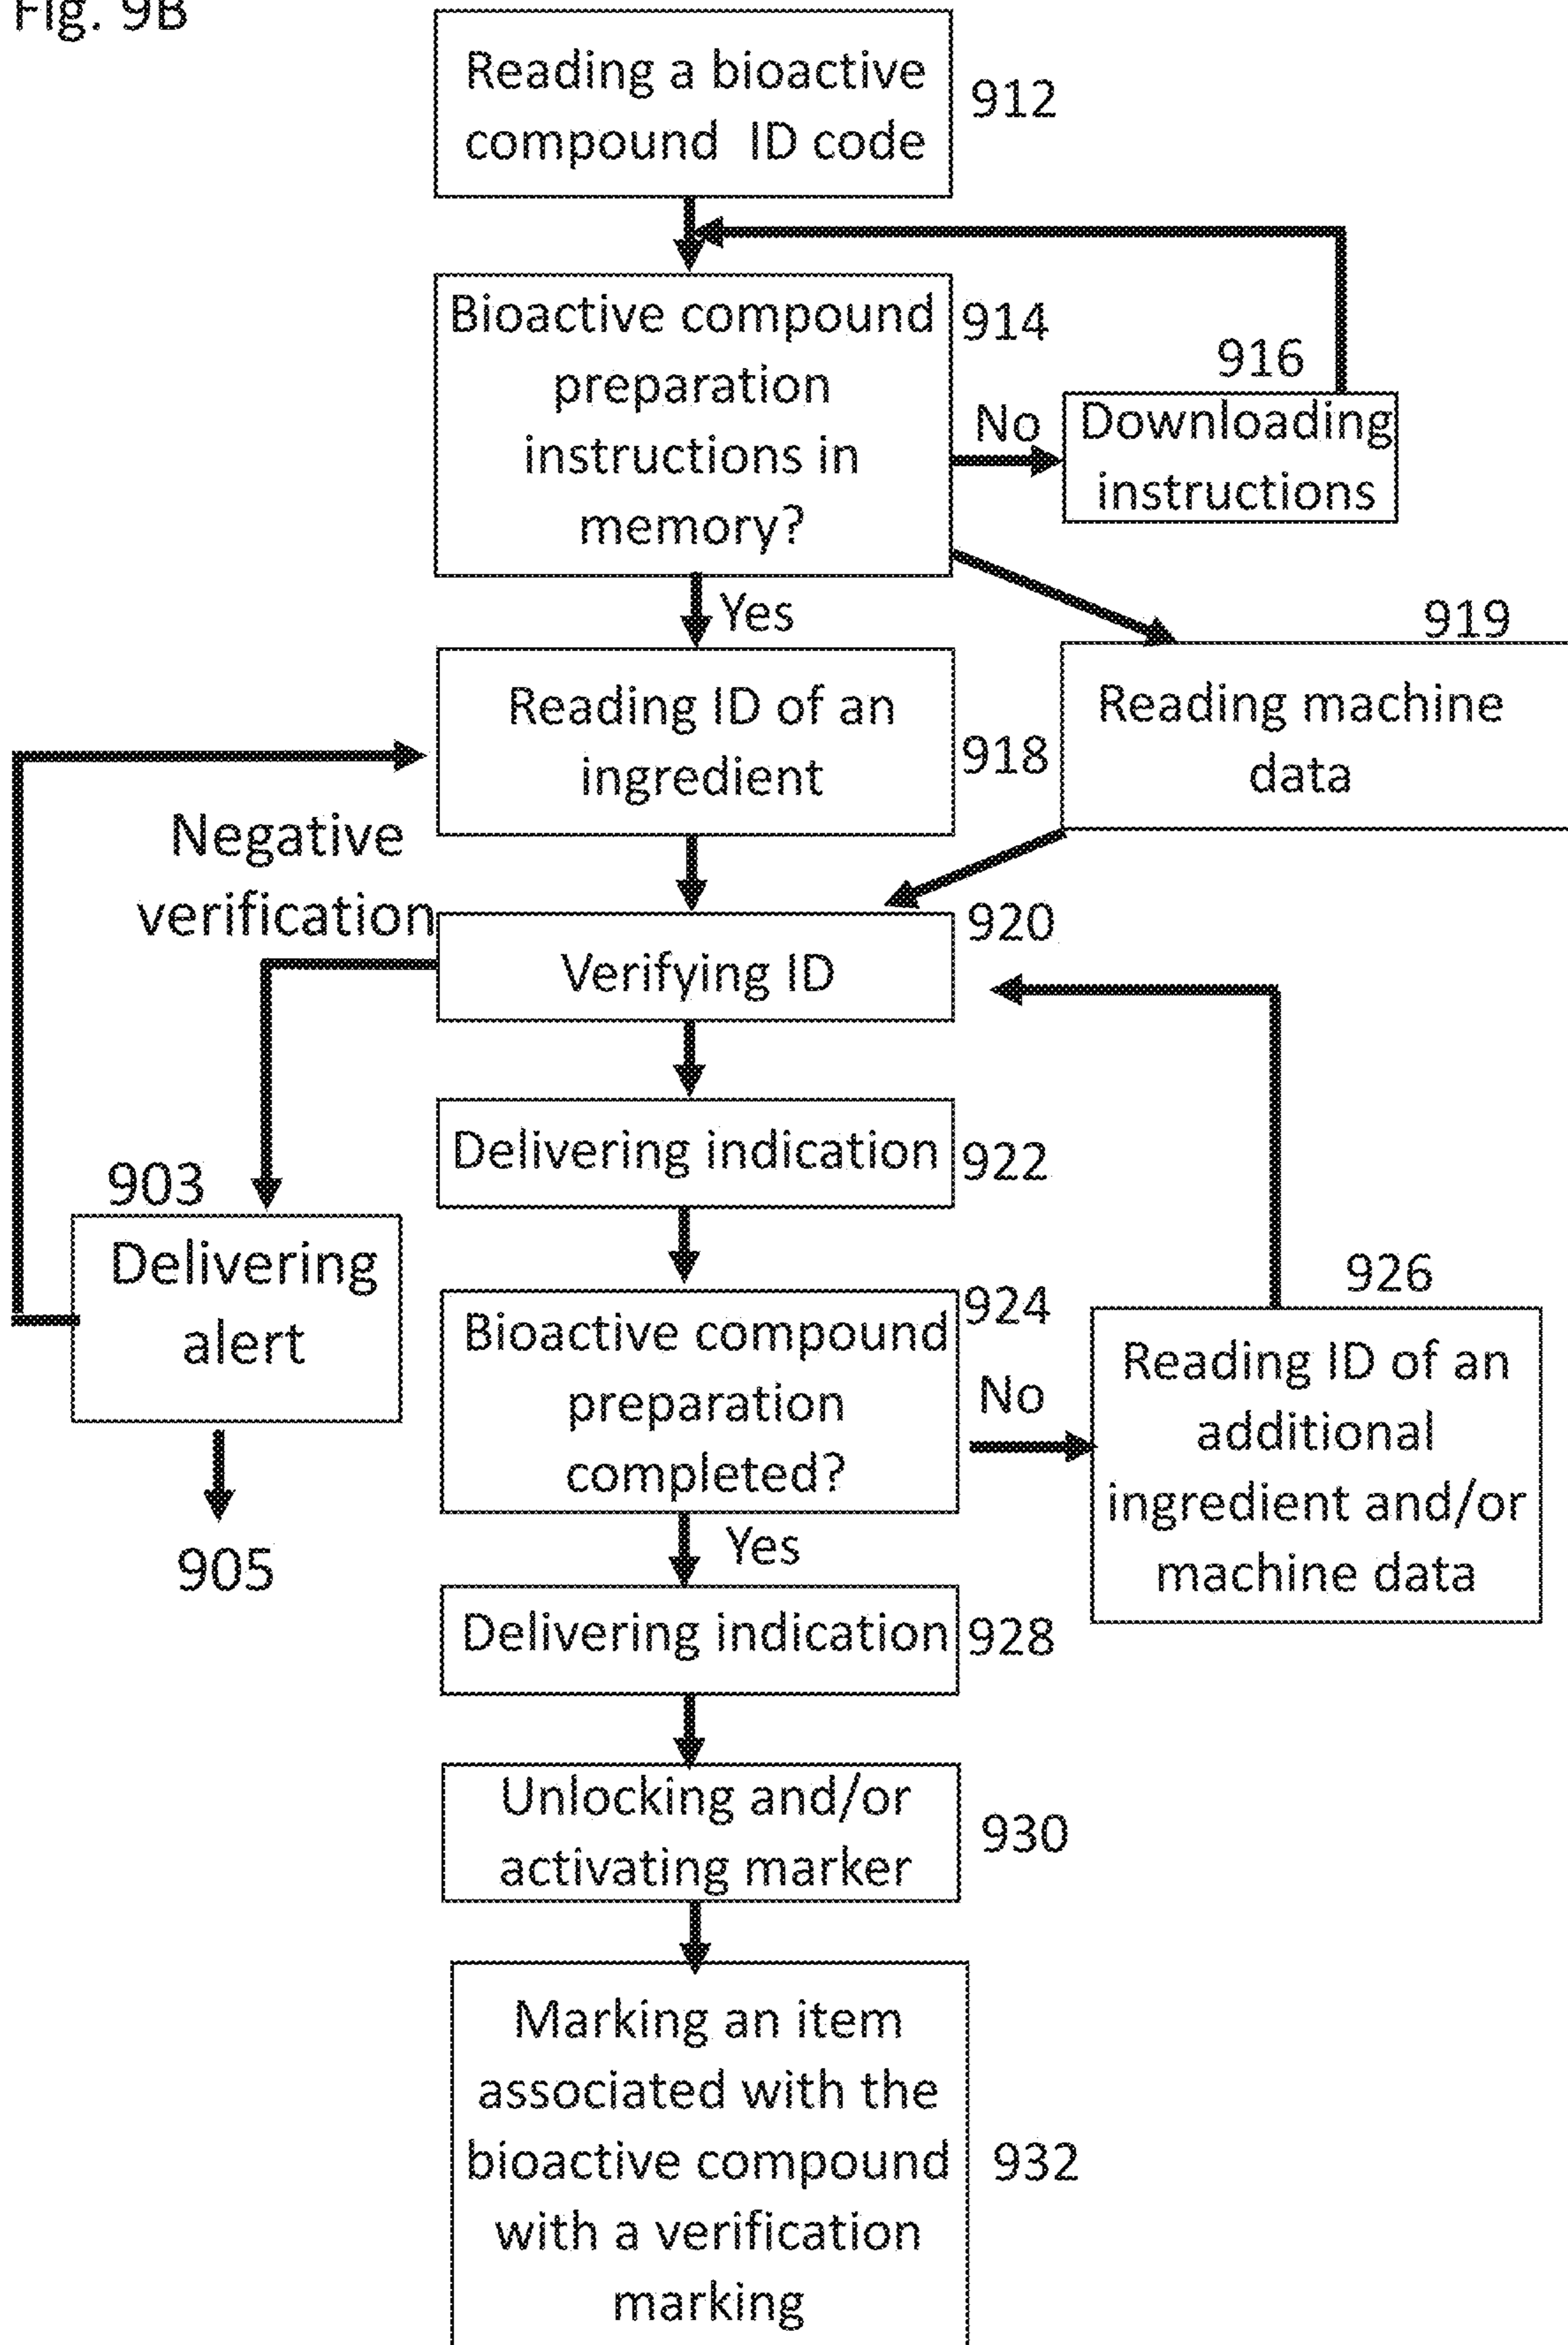 Fig. 9B
Reading a bioactive
compound ID code
912
Bioactive compound
preparation
instructions in
memory?
914
916
No
Downloading
instructions
Yes
919
Reading ID of an
ingredient
918
Reading machine
data
Negative
verification
Verifying ID
920
Delivering indication
922
903
Delivering
alert
905
Bioactive compound
preparation
completed?
924
No
926
Reading ID of an
additional
ingredient and/or
machine data
Yes
Delivering indication
928
Unlocking and/or
activating marker
930
Marking an item
associated with the
bioactive compound
with a verification
marking
932